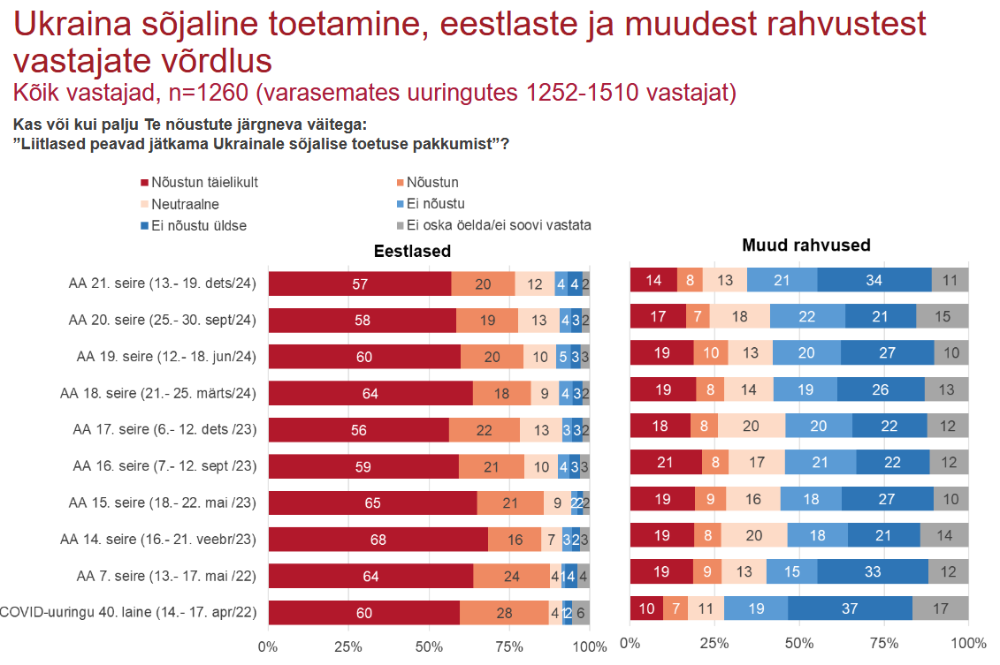 Ukraina sõjaline toetamine, eestlaste ja muudest rahvustest
vastajate võrdlus
Kõik vastajad, n=1260 (varasemates uuringutes 1252-1510 vastajat)
Kas või kui palju Te nõustute järgneva väitega:
”Liitlased peavad jätkama Ukrainale sõjalise toetuse pakkumist”?
Nõustun täielikult Nõustun
Neutraalne Ei nõustu
Ei nõustu üldse Ei oska öelda/ei soovi vastata
Eestlased Muud rahvused
AA 21. seire (13.- 19. dets/24) 57 20 12 4 4 2 14 8 13 21 34 11
AA 20. seire (25.- 30. sept/24) 58 19 13 4 3 2 17 7 18 22 21 15
AA 19. seire (12.- 18. jun/24) 60 20 10 5 3 3 19 10 13 20 27 10
AA 18. seire (21.- 25. märts/24) 64 18 9 4 3 2 19 8 14 19 26 13
AA 17. seire (6.- 12. dets /23) 56 22 13 3 3 2 18 8 20 20 22 12
AA 16. seire (7.- 12. sept /23) 59 21 10 4 3 3 21 8 17 21 22 12
AA 15. seire (18.- 22. mai /23) 65 21 9 2 2 2 19 9 16 18 27 10
AA 14. seire (16.- 21. veebr/23) 68 16 7 3 2 3 19 8 20 18 21 14
AA 7. seire (13.- 17. mai /22) 64 24 4 1 4 4 19 9 13 15 33 12
COVID-uuringu 40. laine (14.- 17. apr/22) 60 28 4 1 2 6 10 7 11 19 37 17
0% 25% 50% 75% 100% 0% 25% 50% 75% 100%